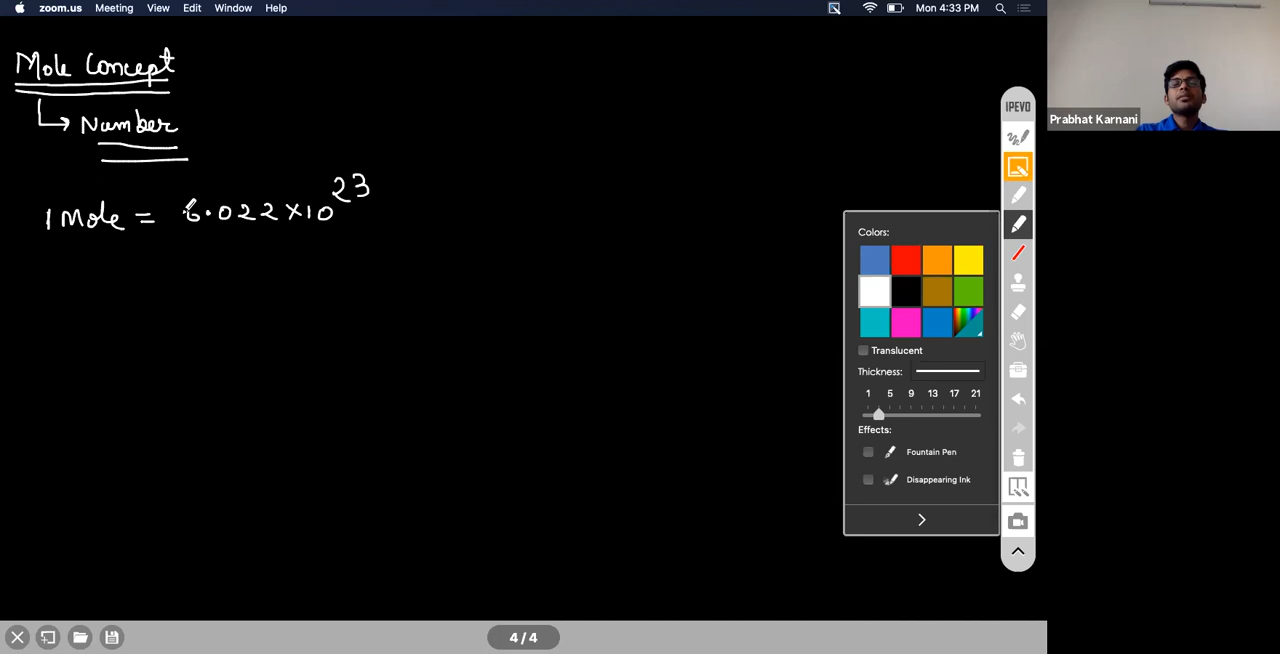 zoom.us Meeting View Edit Window Help Mon 4:33 PM
Mole Concept
Number
1 Mole = 6.022 × 10^23
IPEVO
Prabhat Karnani
Colors:
Translucent
Thickness:
1 5 9 13 17 21
Effects:
Fountain Pen
Disappearing Ink
4 / 4